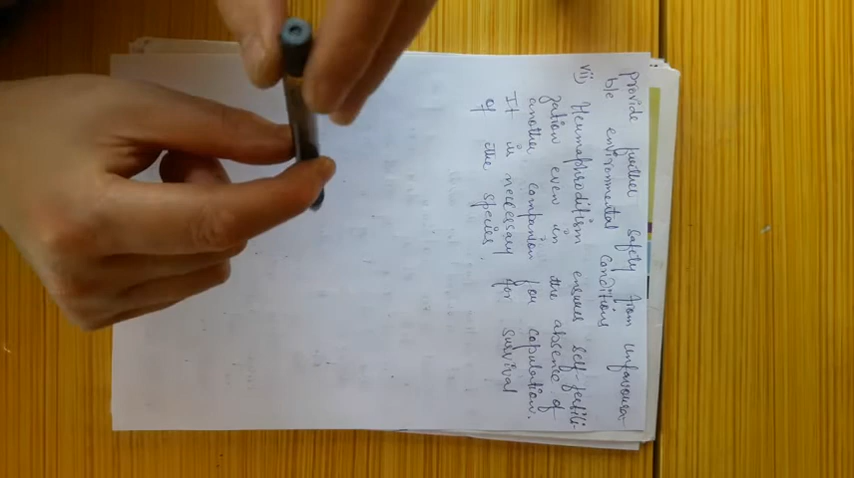 provide further safety from unfavoura-
ble environmental conditions
vii) Hermaphroditism ensures self-fertili-
zation even in the absence of
another companion for copulation.
It is necessary for survival
of the species.